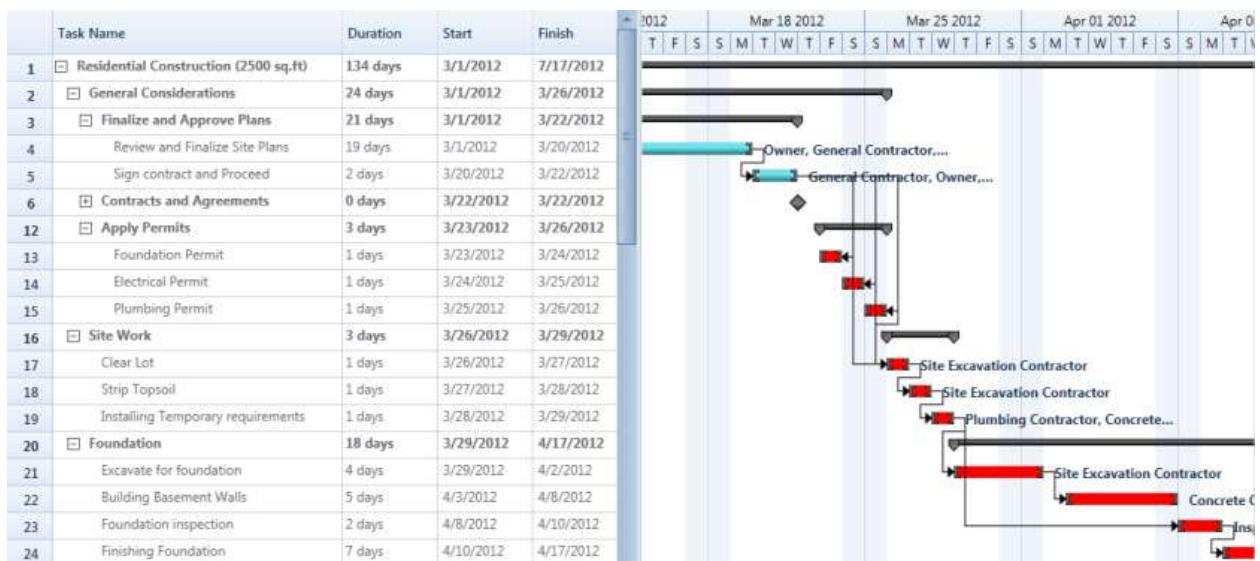 Task Name Duration Start Finish
2012 Mar 18 2012 Mar 25 2012 Apr 01 2012 Apr 0
T F S S M T W T F S S M T W T F S S M T W T F S S M T W
1 Residential Construction (2500 sq.ft) 134 days 3/1/2012 7/17/2012
2 General Considerations 24 days 3/1/2012 3/26/2012
3 Finalize and Approve Plans 21 days 3/1/2012 3/22/2012
4 Review and Finalize Site Plans 19 days 3/1/2012 3/20/2012 Owner, General Contractor,...
5 Sign contract and Proceed 2 days 3/20/2012 3/22/2012 General Contractor, Owner,...
6 Contracts and Agreements 0 days 3/22/2012 3/22/2012
12 Apply Permits 3 days 3/23/2012 3/26/2012
13 Foundation Permit 1 days 3/23/2012 3/24/2012
14 Electrical Permit 1 days 3/24/2012 3/25/2012
15 Plumbing Permit 1 days 3/25/2012 3/26/2012
16 Site Work 3 days 3/26/2012 3/29/2012
17 Clear Lot 1 days 3/26/2012 3/27/2012 Site Excavation Contractor
18 Strip Topsoil 1 days 3/27/2012 3/28/2012 Site Excavation Contractor
19 Installing Temporary requirements 1 days 3/28/2012 3/29/2012 Plumbing Contractor, Concrete...
20 Foundation 18 days 3/29/2012 4/17/2012
21 Excavate for foundation 4 days 3/29/2012 4/2/2012 Site Excavation Contractor
22 Building Basement Walls 5 days 4/3/2012 4/8/2012 Concrete C
23 Foundation inspection 2 days 4/8/2012 4/10/2012 Ins
24 Finishing Foundation 7 days 4/10/2012 4/17/2012